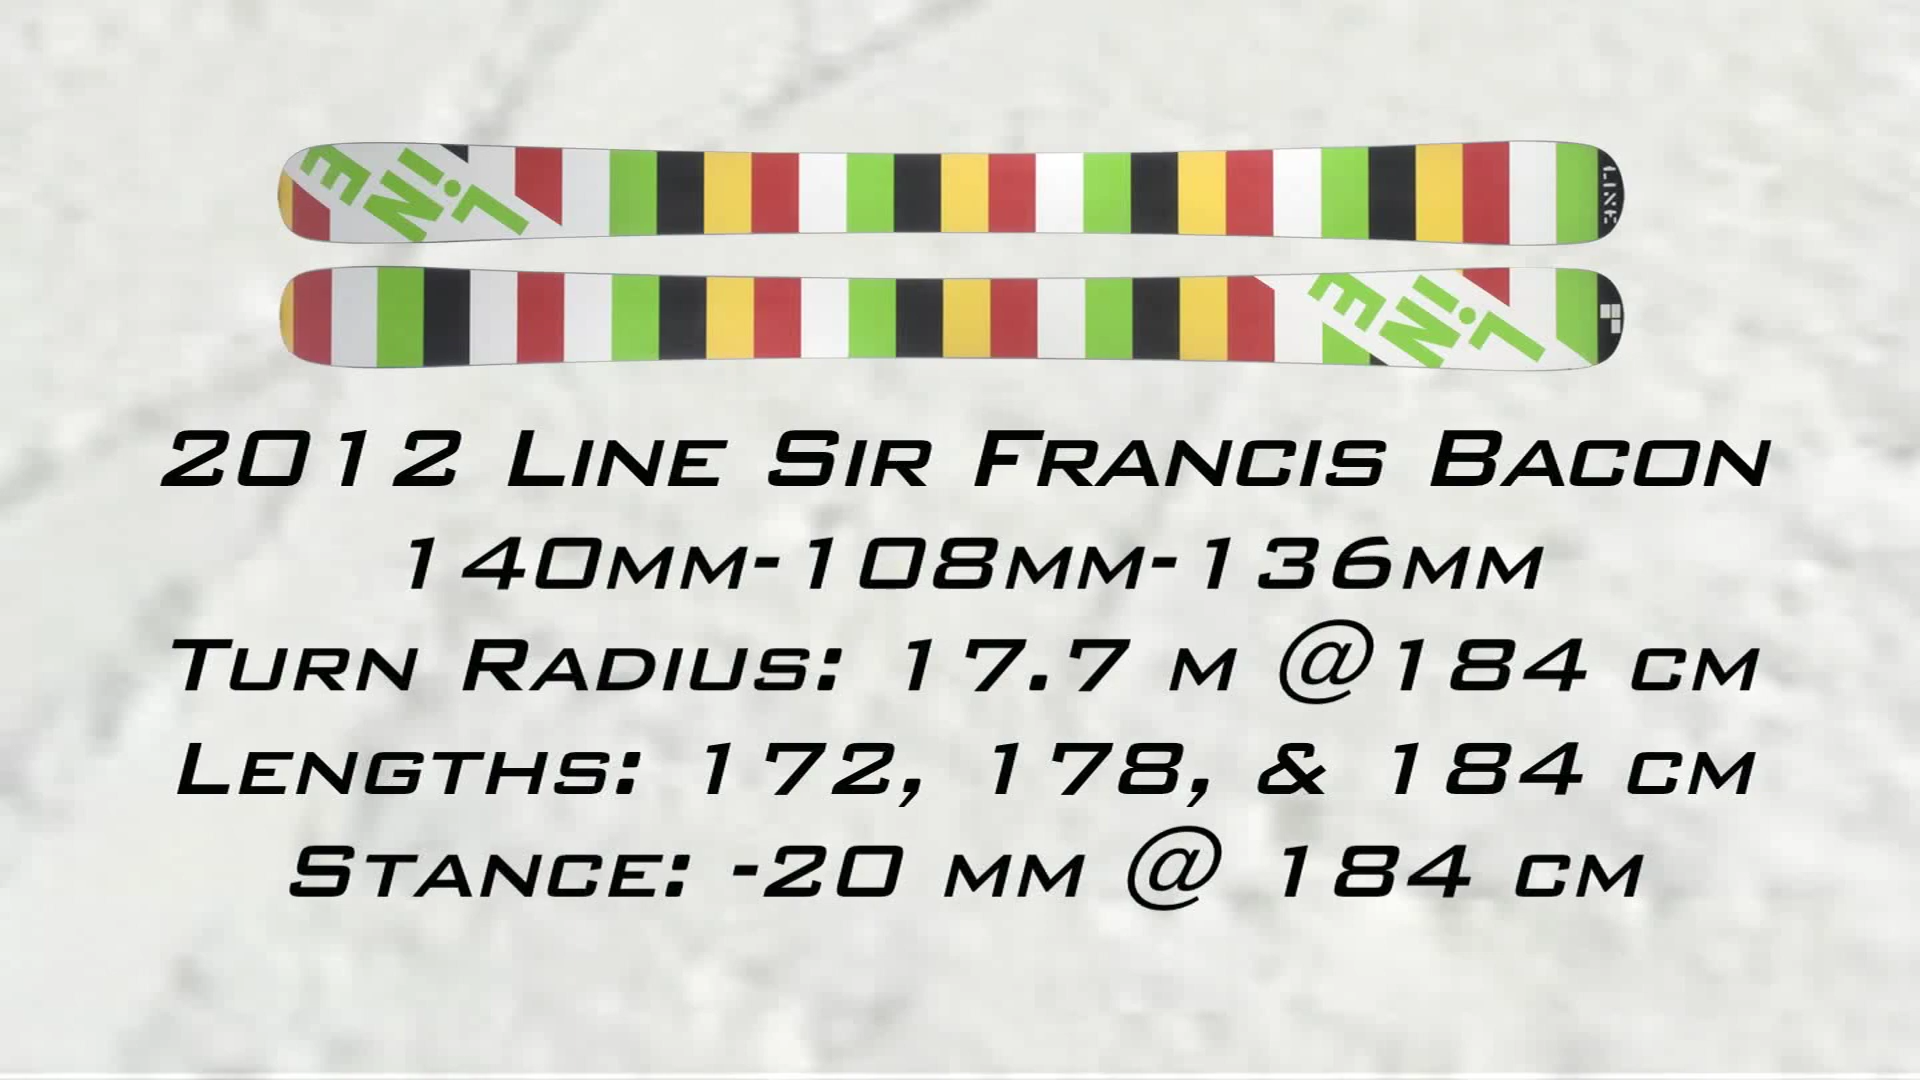 LINE
LINE
LINE
2012 LINE SIR FRANCIS BACON
140MM-108MM-136MM
TURN RADIUS: 17.7 M @184 CM
LENGTHS: 172, 178, & 184 CM
STANCE: -20 MM @ 184 CM